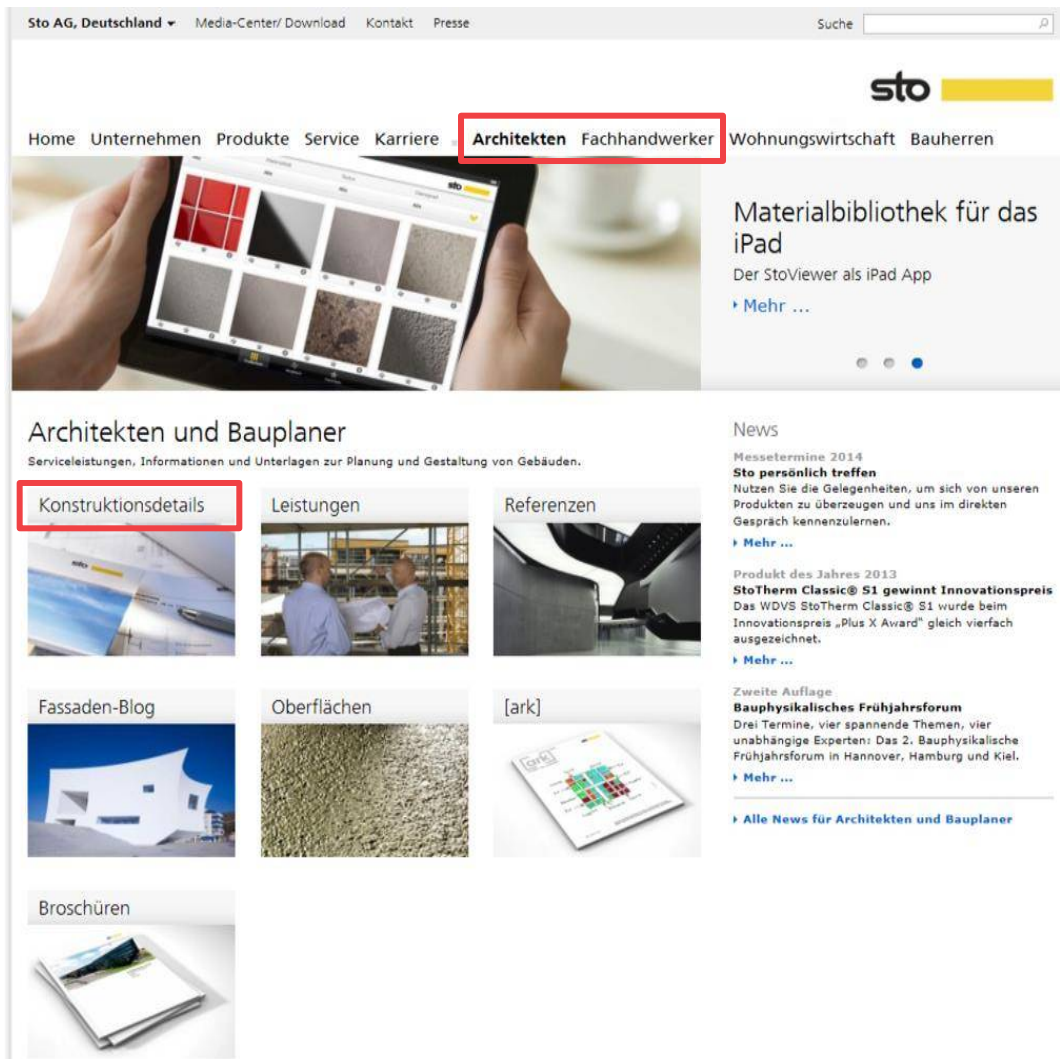 Sto AG, Deutschland Media-Center/ Download Kontakt Presse Suche
sto
Home Unternehmen Produkte Service Karriere Architekten Fachhandwerker Wohnungswirtschaft Bauherren
sto
Materialbibliothek für das
iPad
Der StoViewer als iPad App
Mehr ...
Architekten und Bauplaner
Serviceleistungen, Informationen und Unterlagen zur Planung und Gestaltung von Gebäuden.
Konstruktionsdetails
sto
Leistungen
Referenzen
Fassaden-Blog
Oberflächen
[ark]
[ark]
Broschüren
News
Messetermine 2014
Sto persönlich treffen
Nutzen Sie die Gelegenheiten, um sich von unseren
Produkten zu überzeugen und uns im direkten
Gespräch kennenzulernen.
Mehr ...
Produkt des Jahres 2013
StoTherm Classic® S1 gewinnt Innovationspreis
Das WDVS StoTherm Classic® S1 wurde beim
Innovationspreis „Plus X Award“ gleich vierfach
ausgezeichnet.
Mehr ...
Zweite Auflage
Bauphysikalisches Frühjahrsforum
Drei Termine, vier spannende Themen, vier
unabhängige Experten: Das 2. Bauphysikalische
Frühjahrsforum in Hannover, Hamburg und Kiel.
Mehr ...
Alle News für Architekten und Bauplaner